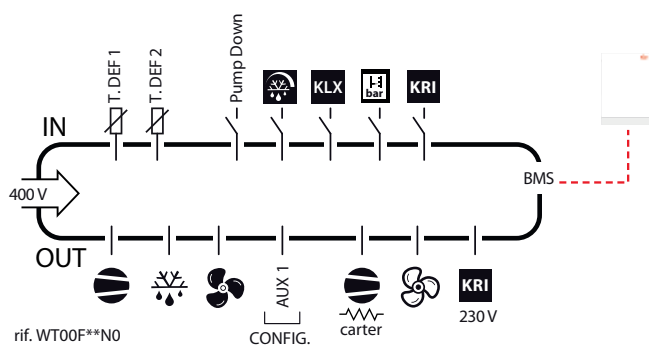 T. DEF 1
T. DEF 2
Pump Down
KLX
L-H
bar
KRI
IN
400 V
BMS
OUT
AUX 1
KRI
carter
230 V
CONFIG.
rif. WT00F**N0